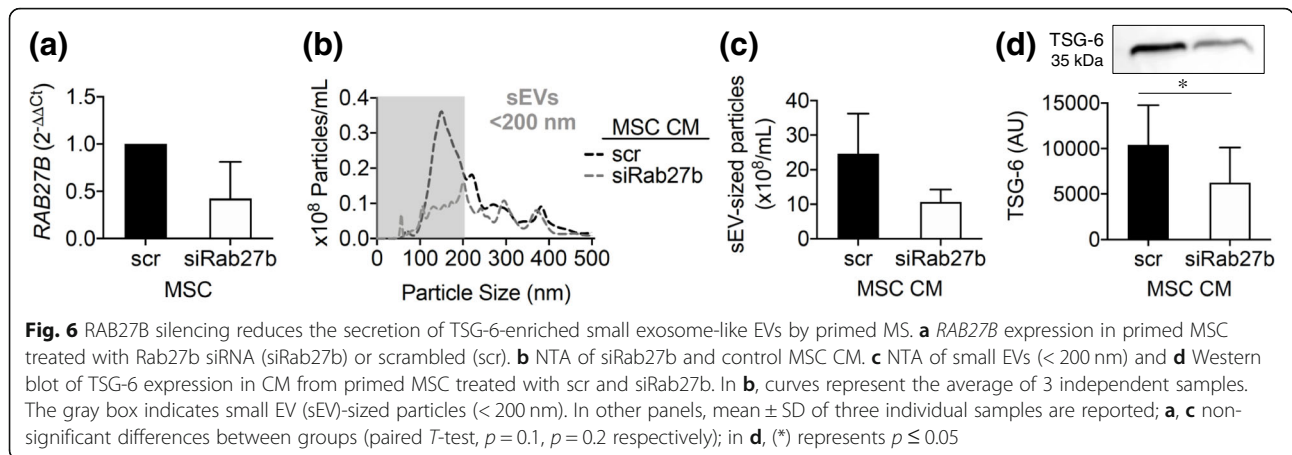 (a)
RAB27B (2-ΔΔCt)
1.5
1.0
0.5
0.0
scr siRab27b
MSC
(b)
x10⁸ Particles/mL
0.4
0.3
0.2
0.1
0.0
sEVs
<200 nm
MSC CM
scr
siRab27b
0 100 200 300 400 500
Particle Size (nm)
(c)
sEV-sized particles
(x10⁸/mL)
40
30
20
10
0
scr siRab27b
MSC CM
(d)
TSG-6
35 kDa
*
TSG-6 (AU)
15000
10000
5000
0
scr siRab27b
MSC CM
Fig. 6 RAB27B silencing reduces the secretion of TSG-6-enriched small exosome-like EVs by primed MS. a RAB27B expression in primed MSC
treated with Rab27b siRNA (siRab27b) or scrambled (scr). b NTA of siRab27b and control MSC CM. c NTA of small EVs (< 200 nm) and d Western
blot of TSG-6 expression in CM from primed MSC treated with scr and siRab27b. In b, curves represent the average of 3 independent samples.
The gray box indicates small EV (sEV)-sized particles (< 200 nm). In other panels, mean ± SD of three individual samples are reported; a, c non-
significant differences between groups (paired T-test, p = 0.1, p = 0.2 respectively); in d, (*) represents p ≤ 0.05